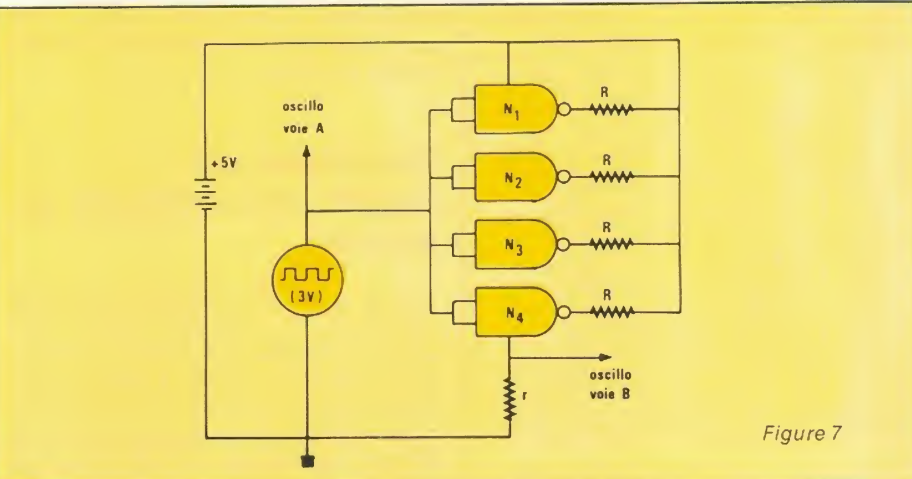 R
oscillo
voie A
N1
R
+5V
N2
R
N3
R
(3V)
N4
oscillo
voie B
r
Figure 7